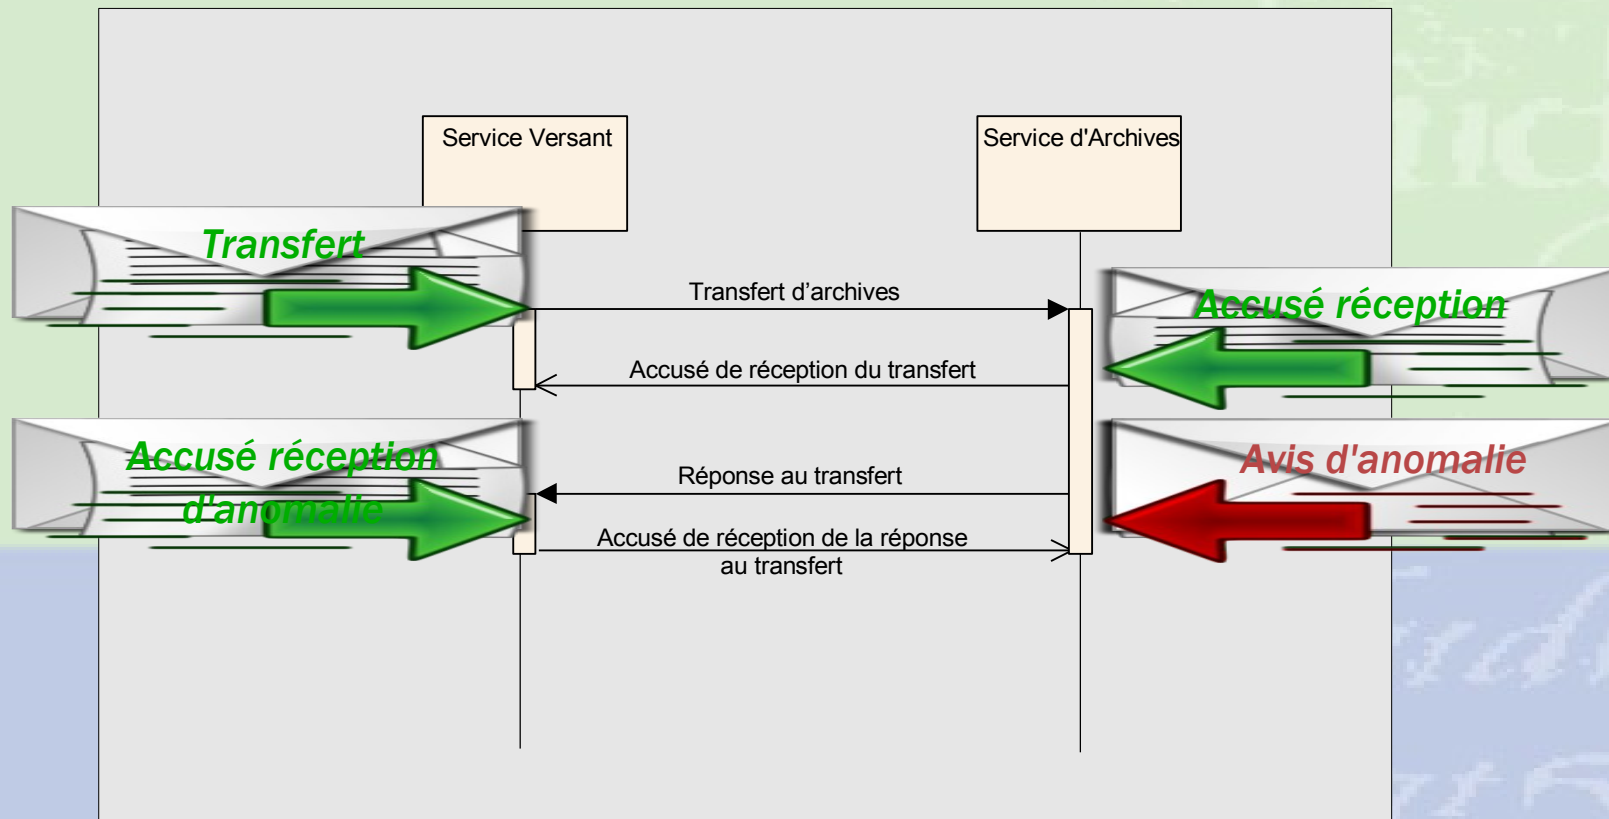 Service Versant
Service d'Archives
Transfert
Transfert d'archives
Accusé réception
Accusé de réception du transfert
Accusé réception
d'anomalie
Réponse au transfert
Avis d'anomalie
Accusé de réception de la réponse
au transfert